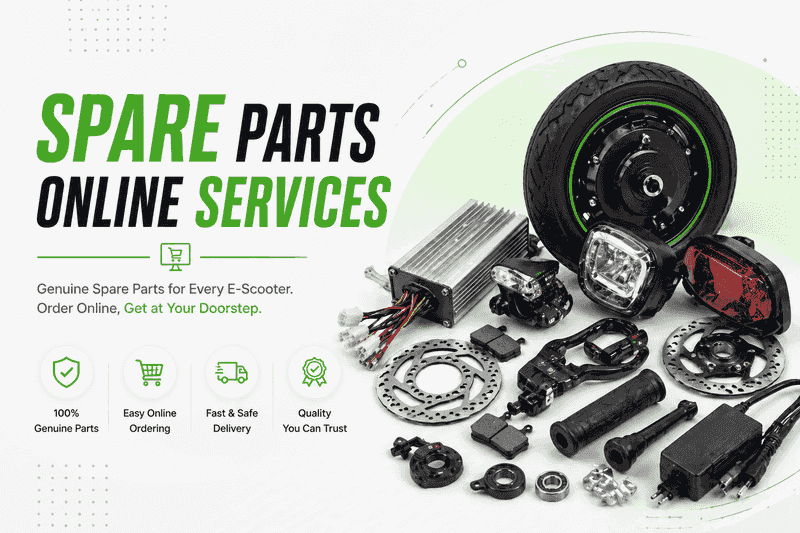 SPARE PARTS
ONLINE SERVICES
Genuine Spare Parts for Every E-Scooter.
Order Online, Get at Your Doorstep.
100%
Genuine Parts
Easy Online
Ordering
Fast & Safe
Delivery
Quality
You Can Trust